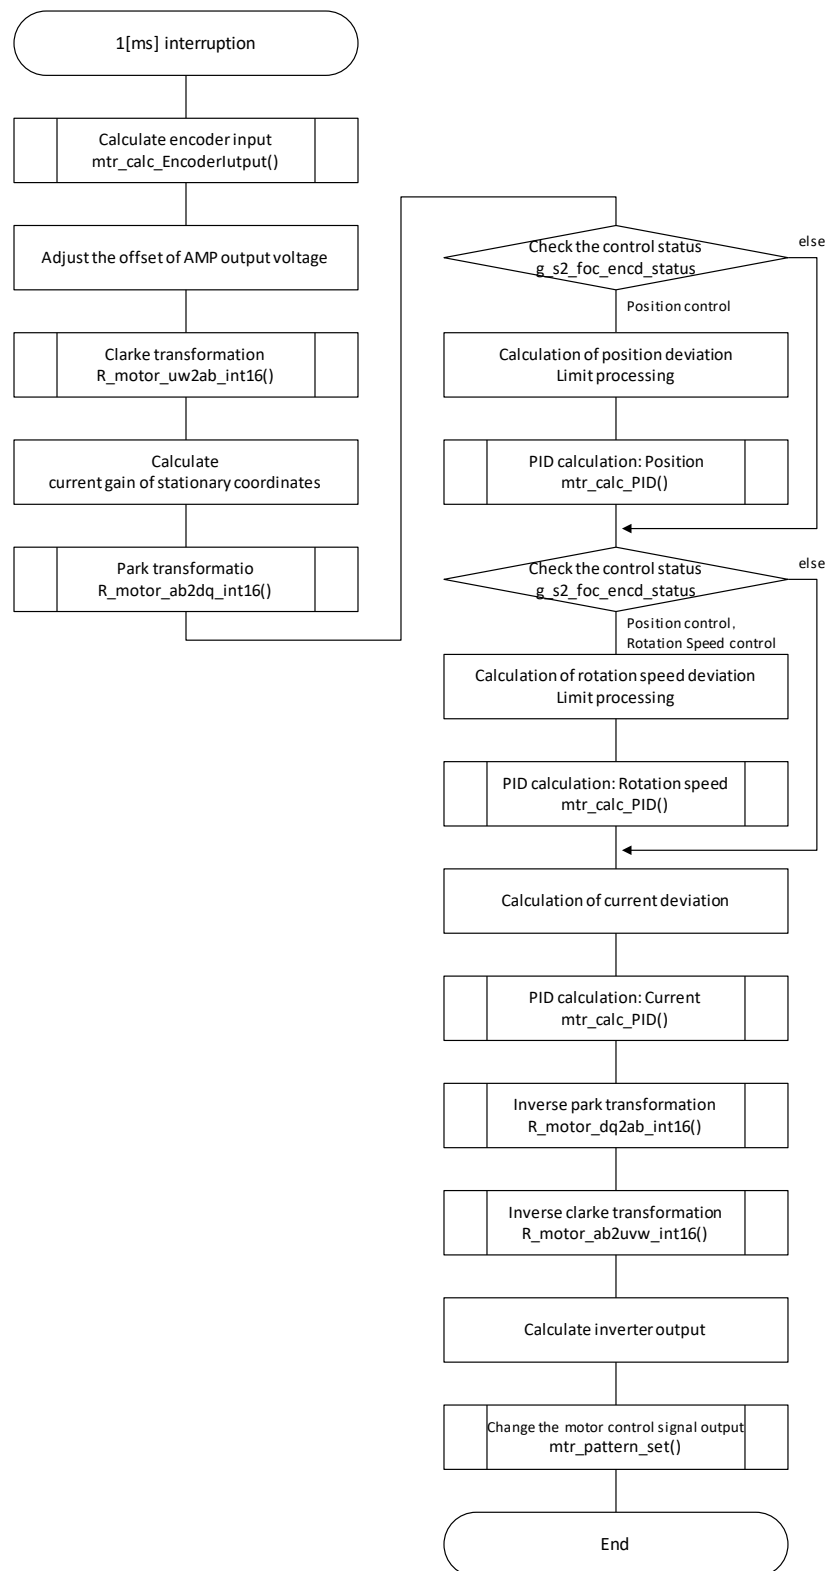 1[ms] interruption
Calculate encoder input
mtr_calc_EncoderIutput()
Adjust the offset of AMP output voltage
Clarke transformation
R_motor_uw2ab_int16()
Calculate
current gain of stationary coordinates
Park transformatio
R_motor_ab2dq_int16()
Check the control status
g_s2_foc_encd_status
else
Position control
Calculation of position deviation
Limit processing
PID calculation: Position
mtr_calc_PID()
Check the control status
g_s2_foc_encd_status
else
Position control,
Rotation Speed control
Calculation of rotation speed deviation
Limit processing
PID calculation: Rotation speed
mtr_calc_PID()
Calculation of current deviation
PID calculation: Current
mtr_calc_PID()
Inverse park transformation
R_motor_dq2ab_int16()
Inverse clarke transformation
R_motor_ab2uvw_int16()
Calculate inverter output
Change the motor control signal output
mtr_pattern_set()
End